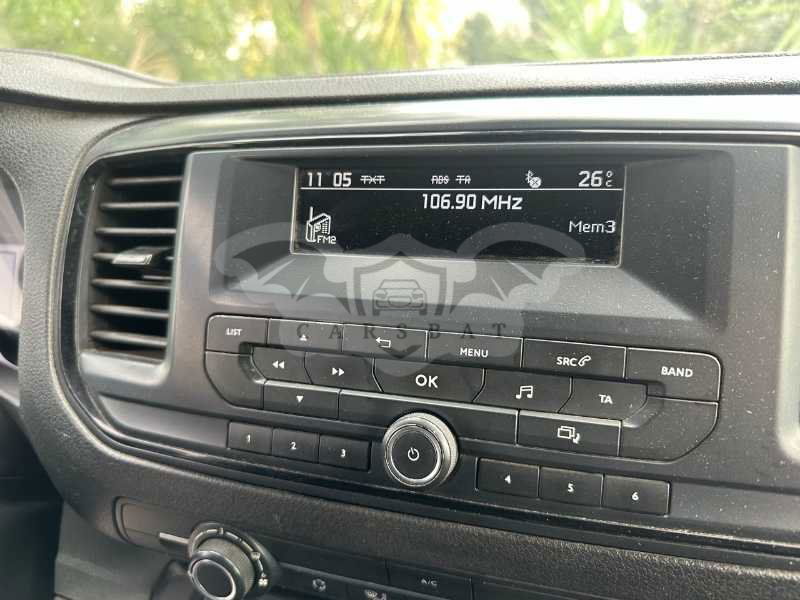 11 05 TXT ABS TA 26°C
106.90 MHz
FM2 Mem3
CARSBAT
LIST MENU SRC BAND
OK TA
1 2 3
4 5 6
A/C